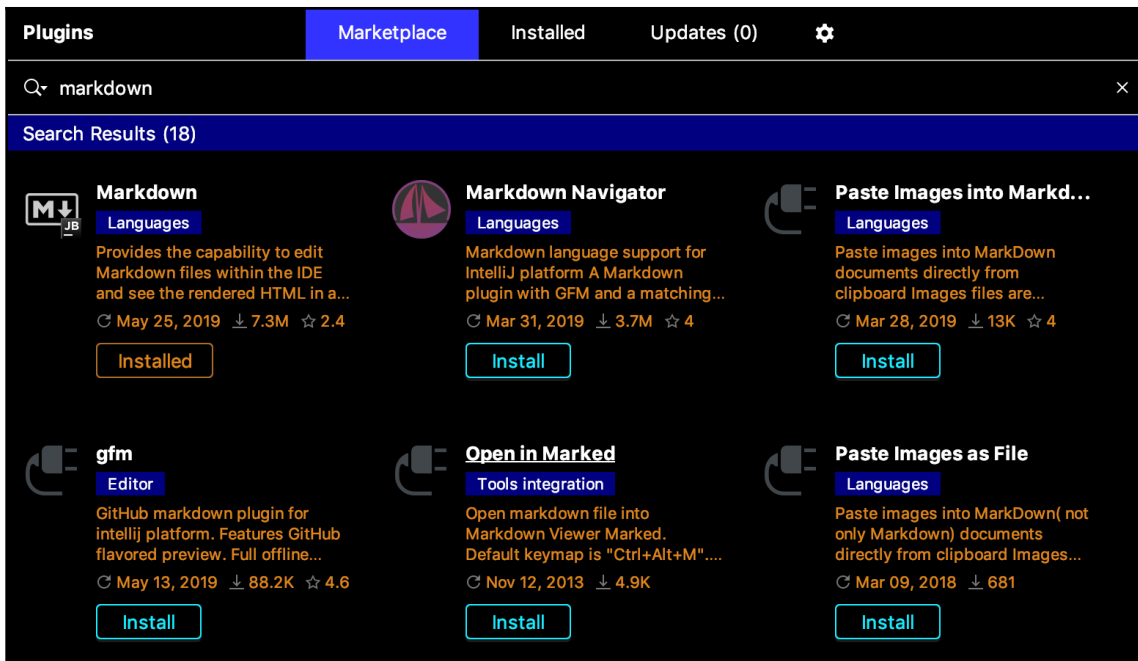 Plugins Marketplace Installed Updates (0)
markdown
Search Results (18)
Markdown
Languages
Provides the capability to edit
Markdown files within the IDE
and see the rendered HTML in a...
May 25, 2019 7.3M 2.4
Installed
Markdown Navigator
Languages
Markdown language support for
IntelliJ platform A Markdown
plugin with GFM and a matching...
Mar 31, 2019 3.7M 4
Install
Paste Images into Markd...
Languages
Paste images into MarkDown
documents directly from
clipboard Images files are...
Mar 28, 2019 13K 4
Install
gfm
Editor
GitHub markdown plugin for
intellij platform. Features GitHub
flavored preview. Full offline...
May 13, 2019 88.2K 4.6
Install
Open in Marked
Tools integration
Open markdown file into
Markdown Viewer Marked.
Default keymap is "Ctrl+Alt+M"....
Nov 12, 2013 4.9K
Install
Paste Images as File
Languages
Paste images into MarkDown( not
only Markdown) documents
directly from clipboard Images...
Mar 09, 2018 681
Install
M JB